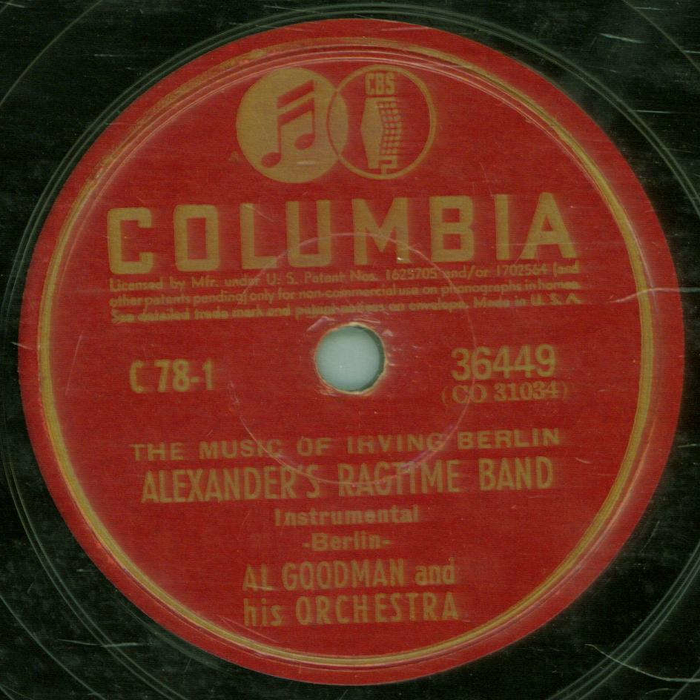 CBS
COLUMBIA
Licensed by Mfr. under U. S. Patent Nos. 1625705 and/or 1702564 (and
other patents pending) only for non-commercial use on phonographs in homes.
See detailed trade mark and patent notices on envelope. Made in U. S. A.
C 78-1
36449
(CO 31034)
THE MUSIC OF IRVING BERLIN
ALEXANDER'S RAGTIME BAND
Instrumental
-Berlin-
AL GOODMAN and
his ORCHESTRA